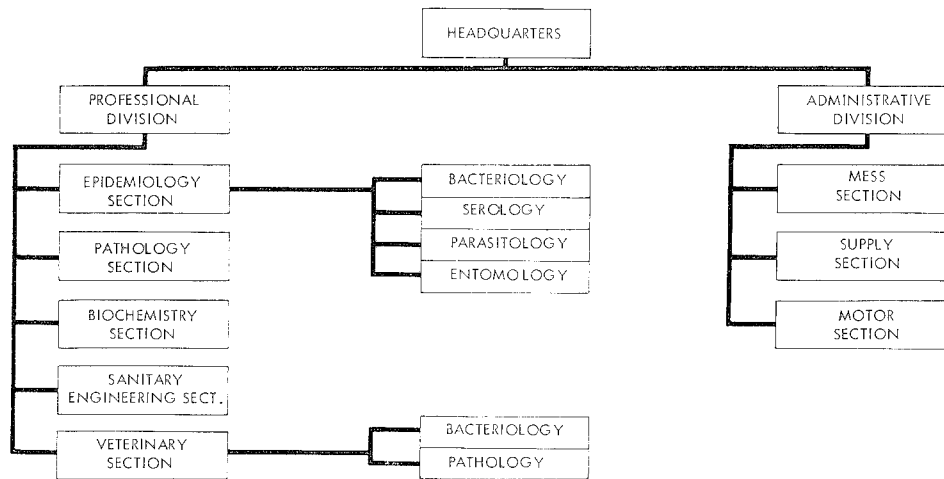 HEADQUARTERS
PROFESSIONAL
DIVISION
ADMINISTRATIVE
DIVISION
EPIDEMIOLOGY
SECTION
BACTERIOLOGY
SEROLOGY
PARASITOLOGY
ENTOMOLOGY
PATHOLOGY
SECTION
BIOCHEMISTRY
SECTION
SANITARY
ENGINEERING SECT.
VETERINARY
SECTION
BACTERIOLOGY
PATHOLOGY
MESS
SECTION
SUPPLY
SECTION
MOTOR
SECTION